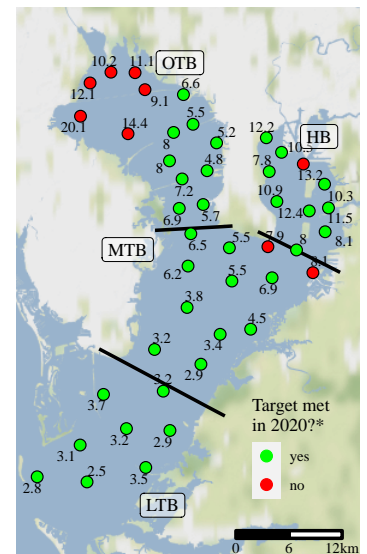 10.2 11.1
OTB
12.1 9.1 6.6
20.1 14.4 5.5
8 5.2 12.2 HB
10.3
8 4.8 7.8 13.2
7.2
10.9 12.4 10.3
6.9 5.7 11.5
MTB 6.5 5.5 7.9 8 8.1
6.2 8.1
5.5 6.9
3.8
3.4 4.5
3.2
2.9
3.2
3.7
Target met
in 2020?*
3.2 2.9
yes
3.1
no
2.8 2.5 3.5
LTB
0 6 12km